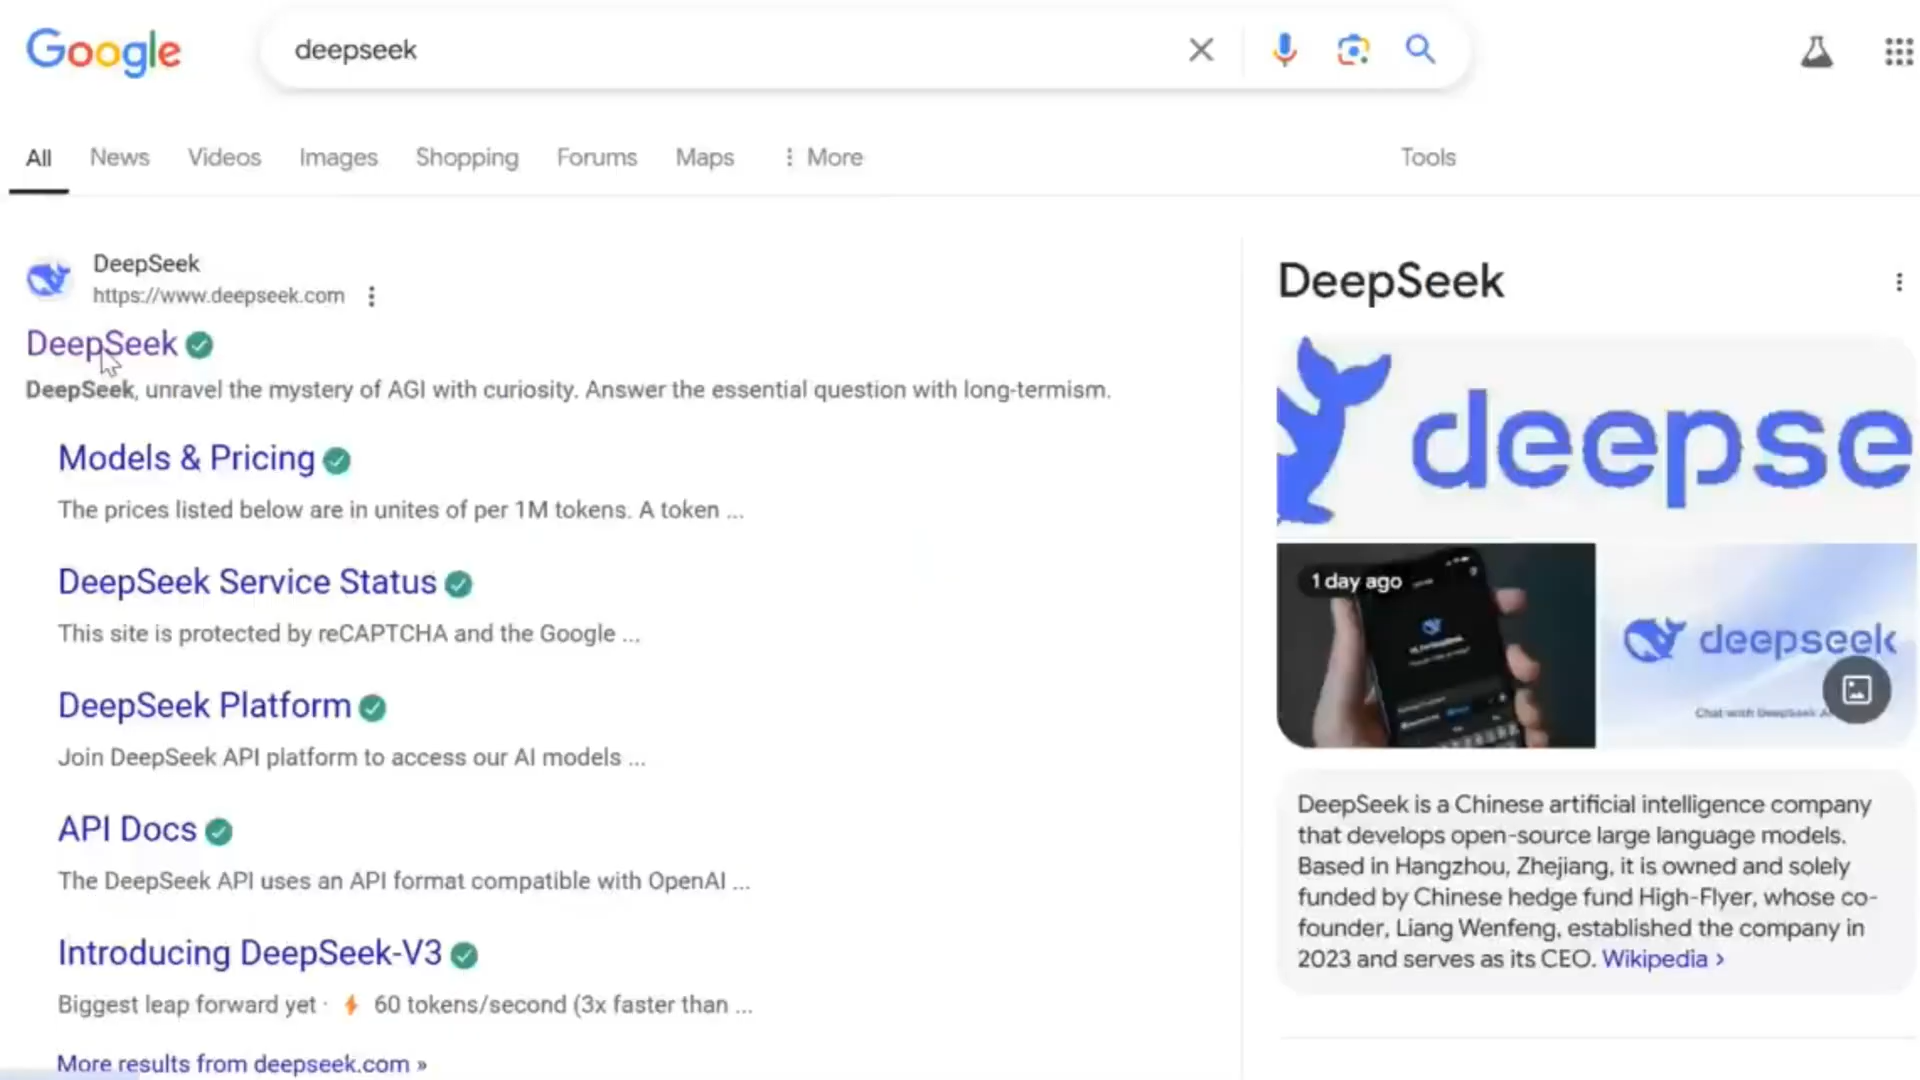 Google
deepseek
All News Videos Images Shopping Forums Maps More Tools
DeepSeek
https://www.deepseek.com
DeepSeek
DeepSeek, unravel the mystery of AGI with curiosity. Answer the essential question with long-termism.
Models & Pricing
The prices listed below are in unites of per 1M tokens. A token ...
DeepSeek Service Status
This site is protected by reCAPTCHA and the Google ...
DeepSeek Platform
Join DeepSeek API platform to access our AI models ...
API Docs
The DeepSeek API uses an API format compatible with OpenAI ...
Introducing DeepSeek-V3
Biggest leap forward yet · ⚡ 60 tokens/second (3x faster than ...
More results from deepseek.com »
DeepSeek
deepse
1 day ago
deepseek
Chat with DeepSeek
DeepSeek is a Chinese artificial intelligence company
that develops open-source large language models.
Based in Hangzhou, Zhejiang, it is owned and solely
funded by Chinese hedge fund High-Flyer, whose co-
founder, Liang Wenfeng, established the company in
2023 and serves as its CEO. Wikipedia ›